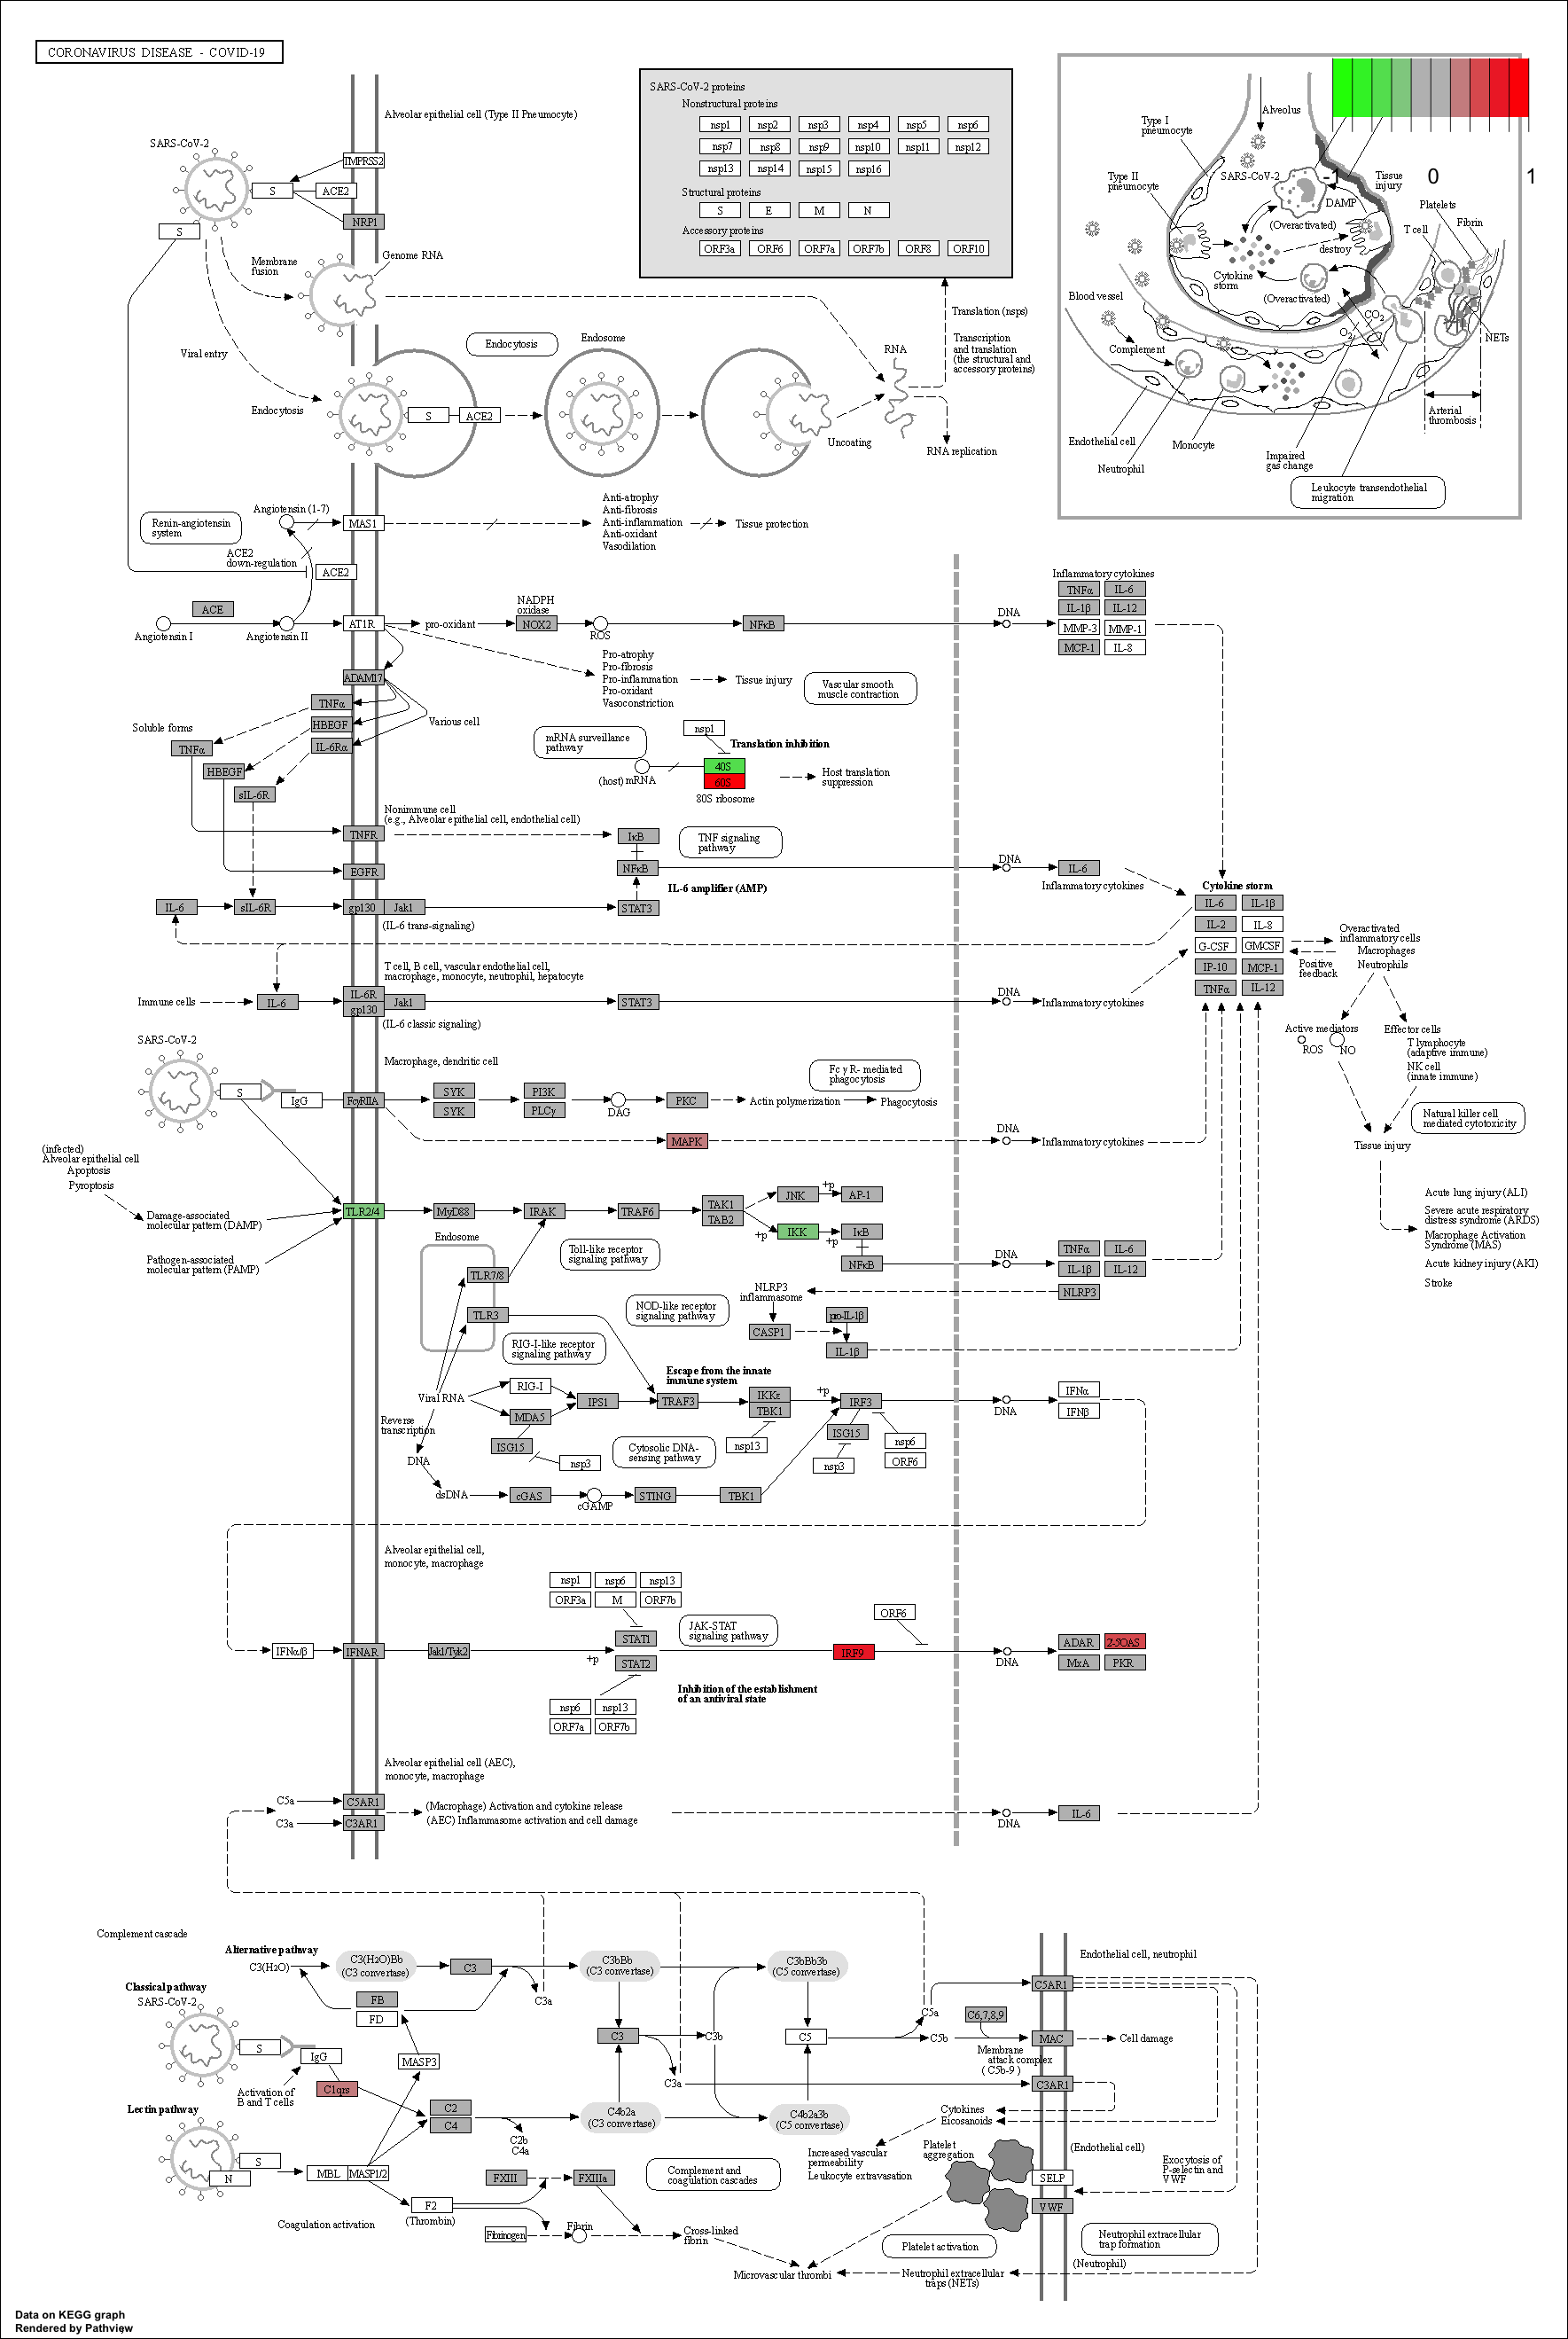 CORONAVIRUS DISEASE - COVID-19
Alveolar epithelial cell (Type II Pneumocyte)
SARS-CoV-2
TMPRSS2
S
ACE2
NRP1
S
Membrane
fusion
Genome RNA
Viral entry
Endocytosis
Endocytosis
Endosome
S
ACE2
Uncoating
RNA
RNA replication
Translation (nsps)
Transcription
and translation
(the structural and
accessory proteins)
SARS-CoV-2 proteins
Nonstructural proteins
nsp1 nsp2 nsp3 nsp4 nsp5 nsp6
nsp7 nsp8 nsp9 nsp10 nsp11 nsp12
nsp13 nsp14 nsp15 nsp16
Structural proteins
S E M N
Accessory proteins
ORF3a ORF6 ORF7a ORF7b ORF8 ORF10
-1 0 1
Alveolus
Type I
pneumocyte
Type II
pneumocyte
SARS-CoV-2
DAMP
(Overactivated)
Tissue
injury
Platelets
Fibrin
T cell
destroy
Cytokine
storm
(Overactivated)
Blood vessel
Complement
O2
CO2
NETs
Arterial
thrombosis
Endothelial cell
Neutrophil
Monocyte
Impaired
gas change
Leukocyte transendothelial
migration
Renin-angiotensin
system
Angiotensin (1-7)
MAS1
Anti-atrophy
Anti-fibrosis
Anti-inflammation
Anti-oxidant
Vasodilation
Tissue protection
ACE2
down-regulation
ACE2
ACE
Angiotensin I
Angiotensin II
AT1R
pro-oxidant
NADPH
oxidase
NOX2
ROS
NFκB
DNA
Inflammatory cytokines
TNFα IL-6
IL-1β IL-12
MMP-3 MMP-1
MCP-1 IL-8
Pro-atrophy
Pro-fibrosis
Pro-inflammation
Pro-oxidant
Vasoconstriction
Tissue injury
Vascular smooth
muscle contraction
ADAM17
TNFα
HBEGF
IL-6Rα
Various cell
Soluble forms
TNFα
HBEGF
sIL-6R
mRNA surveillance
pathway
nsp1
Translation inhibition
(host) mRNA
40S
60S
80S ribosome
Host translation
suppression
Nonimmune cell
(e.g., Alveolar epithelial cell, endothelial cell)
TNFR
IκB
TNF signaling
pathway
EGFR
NFκB
DNA
IL-6
Inflammatory cytokines
IL-6 amplifier (AMP)
IL-6
sIL-6R
gp130
Jak1
STAT3
(IL-6 trans-signaling)
Cytokine storm
IL-6 IL-1β
IL-2 IL-8
G-CSF GMCSF
IP-10 MCP-1
TNFα IL-12
Positive
feedback
Overactivated
inflammatory cells
Macrophages
Neutrophils
T cell, B cell, vascular endothelial cell,
macrophage, monocyte, neutrophil, hepatocyte
Immune cells
IL-6
IL-6R
gp130
Jak1
STAT3
(IL-6 classic signaling)
DNA
Inflammatory cytokines
Active mediators
ROS
NO
Effector cells
T lymphocyte
(adaptive immune)
NK cell
(innate immune)
Natural killer cell
mediated cytotoxicity
Tissue injury
Acute lung injury (ALI)
Severe acute respiratory
distress syndrome (ARDS)
Macrophage Activation
Syndrome (MAS)
Acute kidney injury (AKI)
Stroke
SARS-CoV-2
Macrophage, dendritic cell
S
IgG
FcγRIIA
SYK
SYK
PI3K
PLCγ
DAG
PKC
Actin polymerization
Phagocytosis
Fc γ R- mediated
phagocytosis
MAPK
DNA
Inflammatory cytokines
(infected)
Alveolar epithelial cell
Apoptosis
Pyroptosis
Damage-associated
molecular pattern (DAMP)
Pathogen-associated
molecular pattern (PAMP)
TLR2/4
MyD88
IRAK
TRAF6
TAK1
TAB2
JNK
+p
AP-1
+p
IKK
+p
IκB
NFκB
DNA
TNFα IL-6
IL-1β IL-12
NLRP3
Endosome
TLR7/8
TLR3
Toll-like receptor
signaling pathway
NOD-like receptor
signaling pathway
NLRP3
inflammasome
CASP1
pro-IL-1β
IL-1β
RIG-I-like receptor
signaling pathway
Escape from the innate
immune system
Viral RNA
RIG-I
MDA5
IPS1
TRAF3
IKKε
TBK1
+p
IRF3
DNA
IFNα
IFNβ
Reverse
transcription
ISG15
nsp3
Cytosolic DNA-
sensing pathway
nsp13
ISG15
nsp3
nsp6
ORF6
DNA
dsDNA
cGAS
cGAMP
STING
TBK1
Alveolar epithelial cell,
monocyte, macrophage
nsp1 nsp6 nsp13
ORF3a M ORF7b
JAK-STAT
signaling pathway
ORF6
IFNα/β
IFNAR
Jak1/Tyk2
STAT1
+p
STAT2
IRF9
DNA
ADAR 2-5OAS
MxA PKR
Inhibition of the establishment
of an antiviral state
nsp6 nsp13
ORF7a ORF7b
Alveolar epithelial cell (AEC),
monocyte, macrophage
C5a
C5AR1
C3a
C3AR1
(Macrophage) Activation and cytokine release
(AEC) Inflammasome activation and cell damage
DNA
IL-6
Complement cascade
Alternative pathway
C3(H2O)
C3(H2O)Bb
(C3 convertase)
C3
C3a
C3bBb
(C3 convertase)
C3bBb3b
(C5 convertase)
Endothelial cell, neutrophil
C5AR1
Classical pathway
SARS-CoV-2
FB
FD
S
IgG
MASP3
C3
C3b
C3a
C5
C5a
C5b
C6,7,8,9
MAC
Cell damage
Membrane
attack complex
( C5b-9 )
C3AR1
Activation of
B and T cells
C1qrs
Lectin pathway
C2
C4
C2b
C4a
C4b2a
(C3 convertase)
C4b2a3b
(C5 convertase)
Cytokines
Eicosanoids
Increased vascular
permeability
Leukocyte extravasation
Platelet
aggregation
(Endothelial cell)
SELP
VWF
Exocytosis of
P-selectin and
VWF
S
N
MBL
MASP1/2
FXIII
FXIIIa
Complement and
coagulation cascades
F2
(Thrombin)
Coagulation activation
Fibrinogen
Fibrin
Cross-linked
fibrin
Microvascular thrombi
Platelet activation
Neutrophil extracellular
traps (NETs)
Neutrophil extracellular
trap formation
(Neutrophil)
Data on KEGG graph
Rendered by Pathview